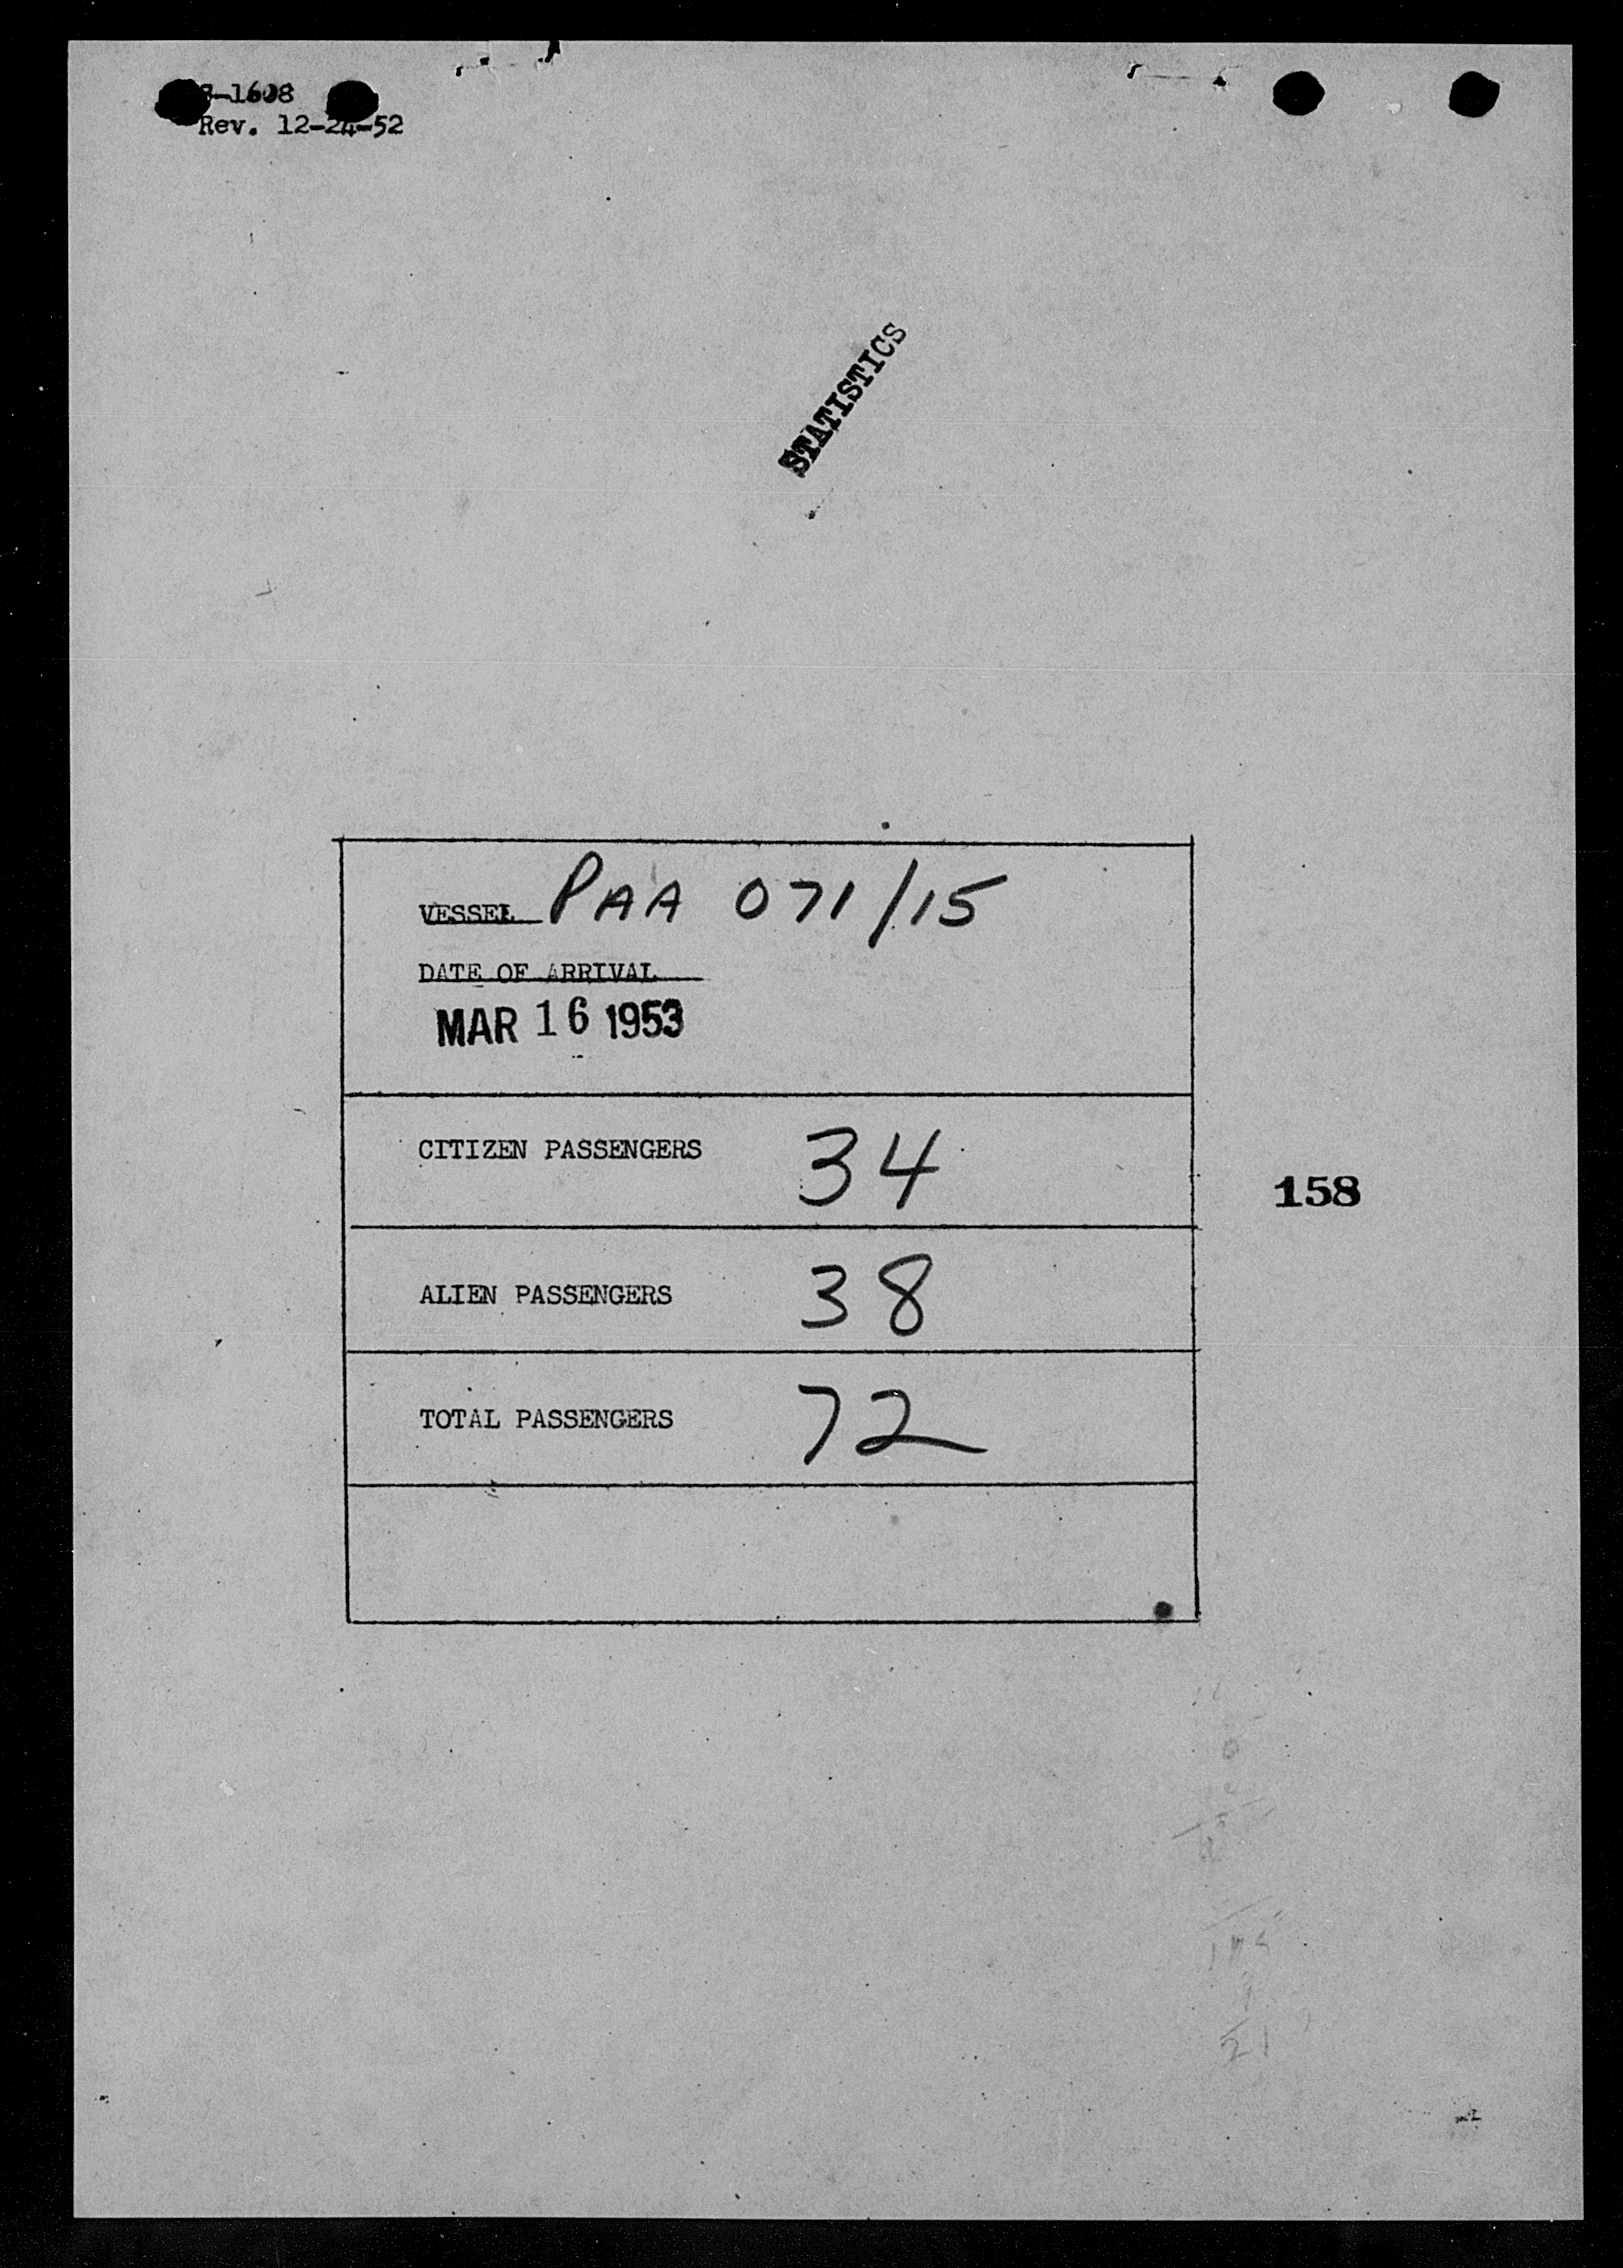 Rev. 12-24-52
STATISTICS
VESSEL PAA 071/15
DATE OF ARRIVAL
MAR 16 1953
CITIZEN PASSENGERS 34
158
ALIEN PASSENGERS 38
TOTAL PASSENGERS 72
21